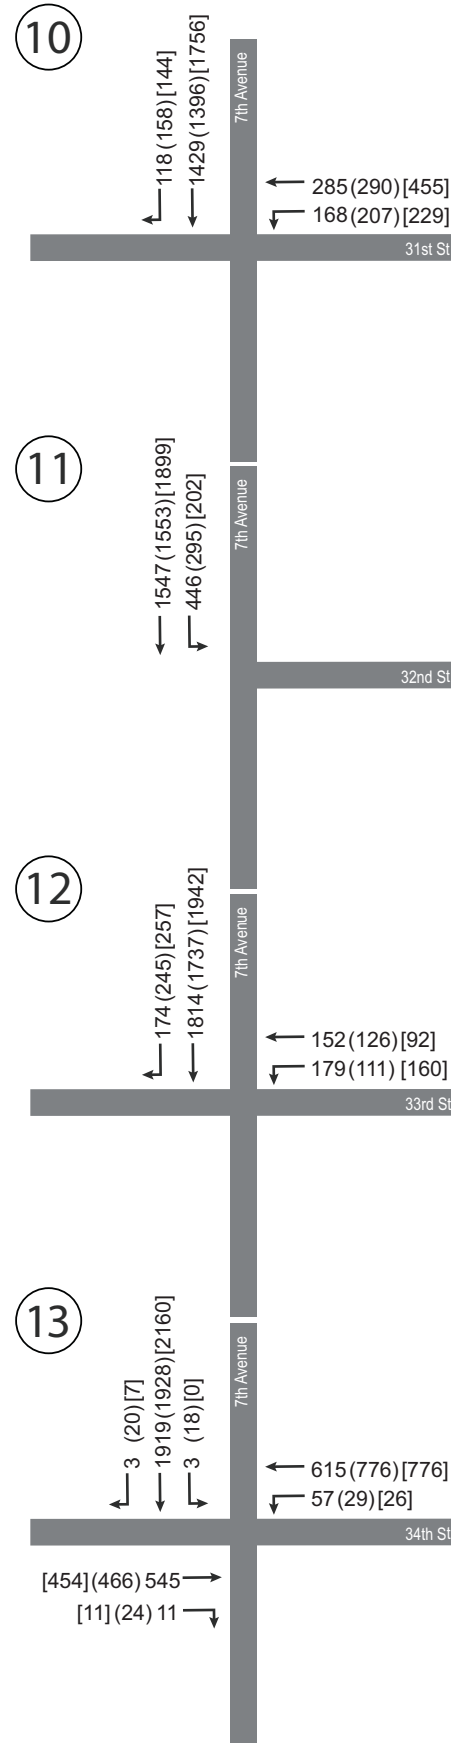 10
118 (158) [144]
1429 (1396) [1756]
7th Avenue
285 (290) [455]
168 (207) [229]
31st St
11
1547 (1553) [1899]
446 (295) [202]
7th Avenue
32nd St
12
174 (245) [257]
1814 (1737) [1942]
7th Avenue
152 (126) [92]
179 (111) [160]
33rd St
13
3 (20) [7]
1919 (1928) [2160]
3 (18) [0]
7th Avenue
615 (776) [776]
57 (29) [26]
34th St
[454] (466) 545
[11] (24) 11